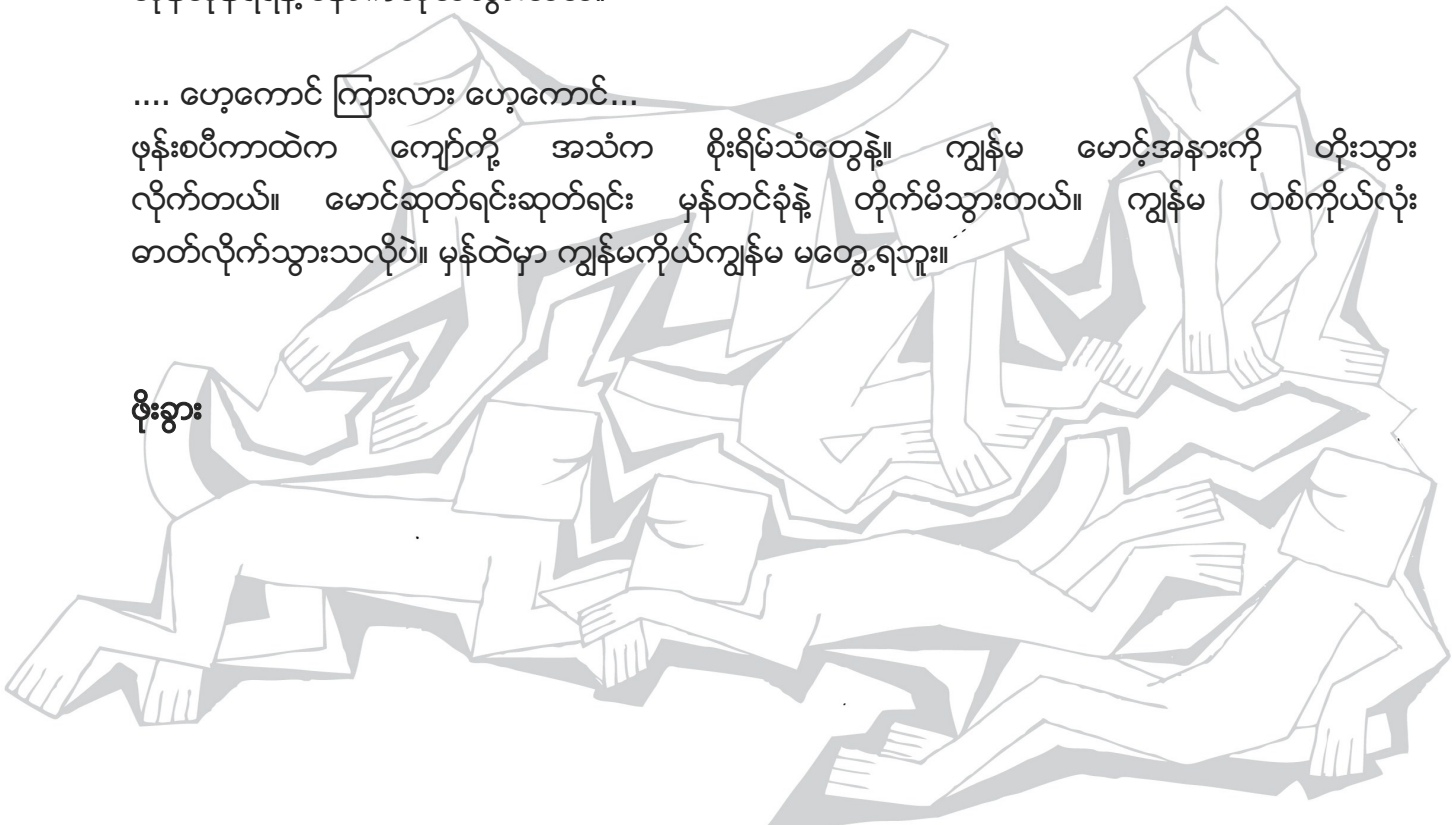 .... ဟေ့ကောင် ကြားလား ဟေ့ကောင်...
ဖုန်းစပီကာထဲက ကျော်ကို့ အသံက စိုးရိမ်သံတွေနဲ့။ ကျွန်မ မောင့်အနားကို တိုးသွား
လိုက်တယ်။ မောင်ဆုတ်ရင်းဆုတ်ရင်း မှန်တင်ခုံနဲ့ တိုက်မိသွားတယ်။ ကျွန်မ တစ်ကိုယ်လုံး
ဓာတ်လိုက်သွားသလိုပဲ။ မှန်ထဲမှာ ကျွန်မကိုယ်ကျွန်မ မတွေ့ရဘူး။
ဖိုးခွား